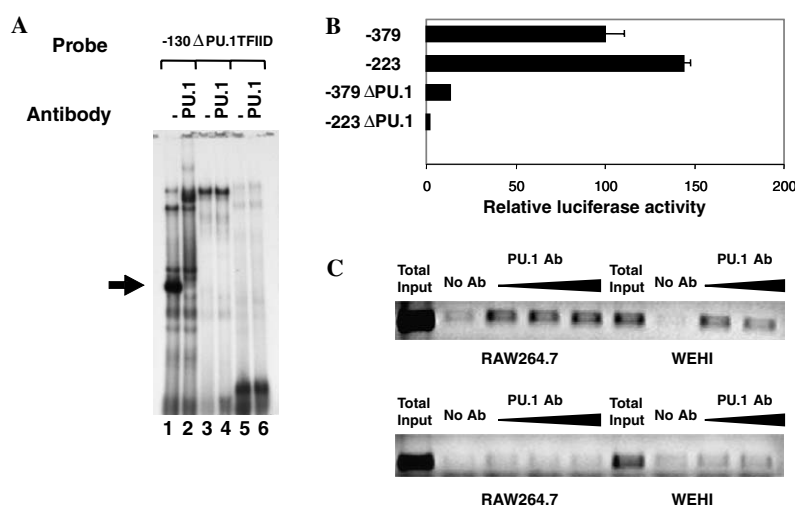 A
Probe
-130 ΔPU.1TFIID
Antibody
- PU.1 - PU.1 - PU.1
1 2 3 4 5 6
B
-379
-223
-379 ΔPU.1
-223 ΔPU.1
0 50 100 150 200
Relative luciferase activity
C
Total Input No Ab PU.1 Ab Total Input No Ab PU.1 Ab
RAW264.7 WEHI
Total Input No Ab PU.1 Ab Total Input No Ab PU.1 Ab
RAW264.7 WEHI